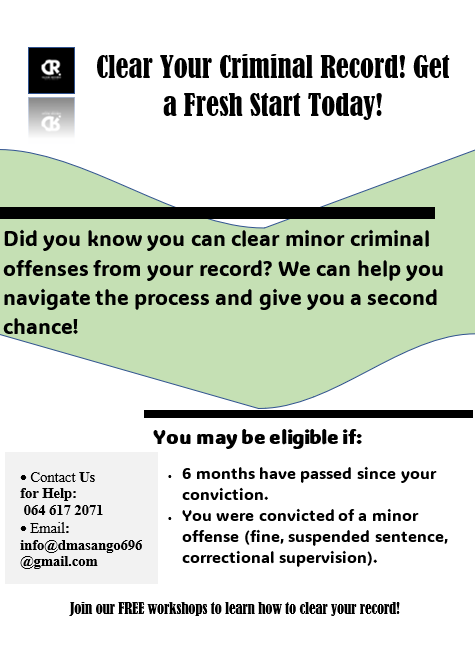 CR
Clear Your Criminal Record! Get
a Fresh Start Today!
Did you know you can clear minor criminal
offenses from your record? We can help you
navigate the process and give you a second
chance!
You may be eligible if:
• 6 months have passed since your
conviction.
• You were convicted of a minor
offense (fine, suspended sentence,
correctional supervision).
• Contact Us
for Help:
064 617 2071
• Email:
info@dmasango696
@gmail.com
Join our FREE workshops to learn how to clear your record!